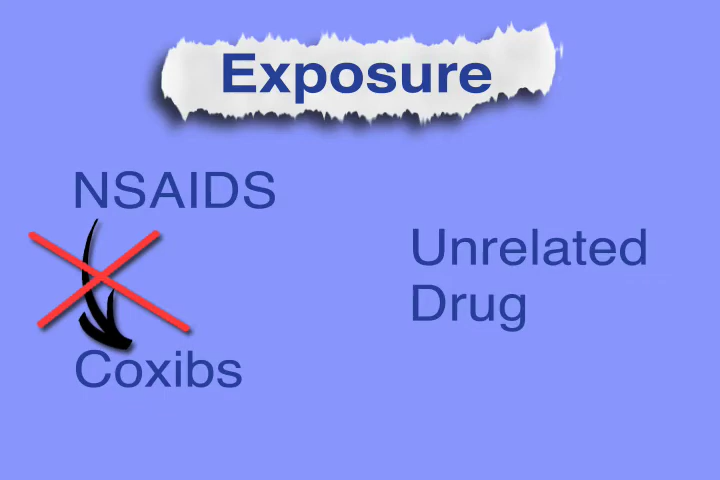 Exposure
NSAIDS
Unrelated
Drug
Coxibs